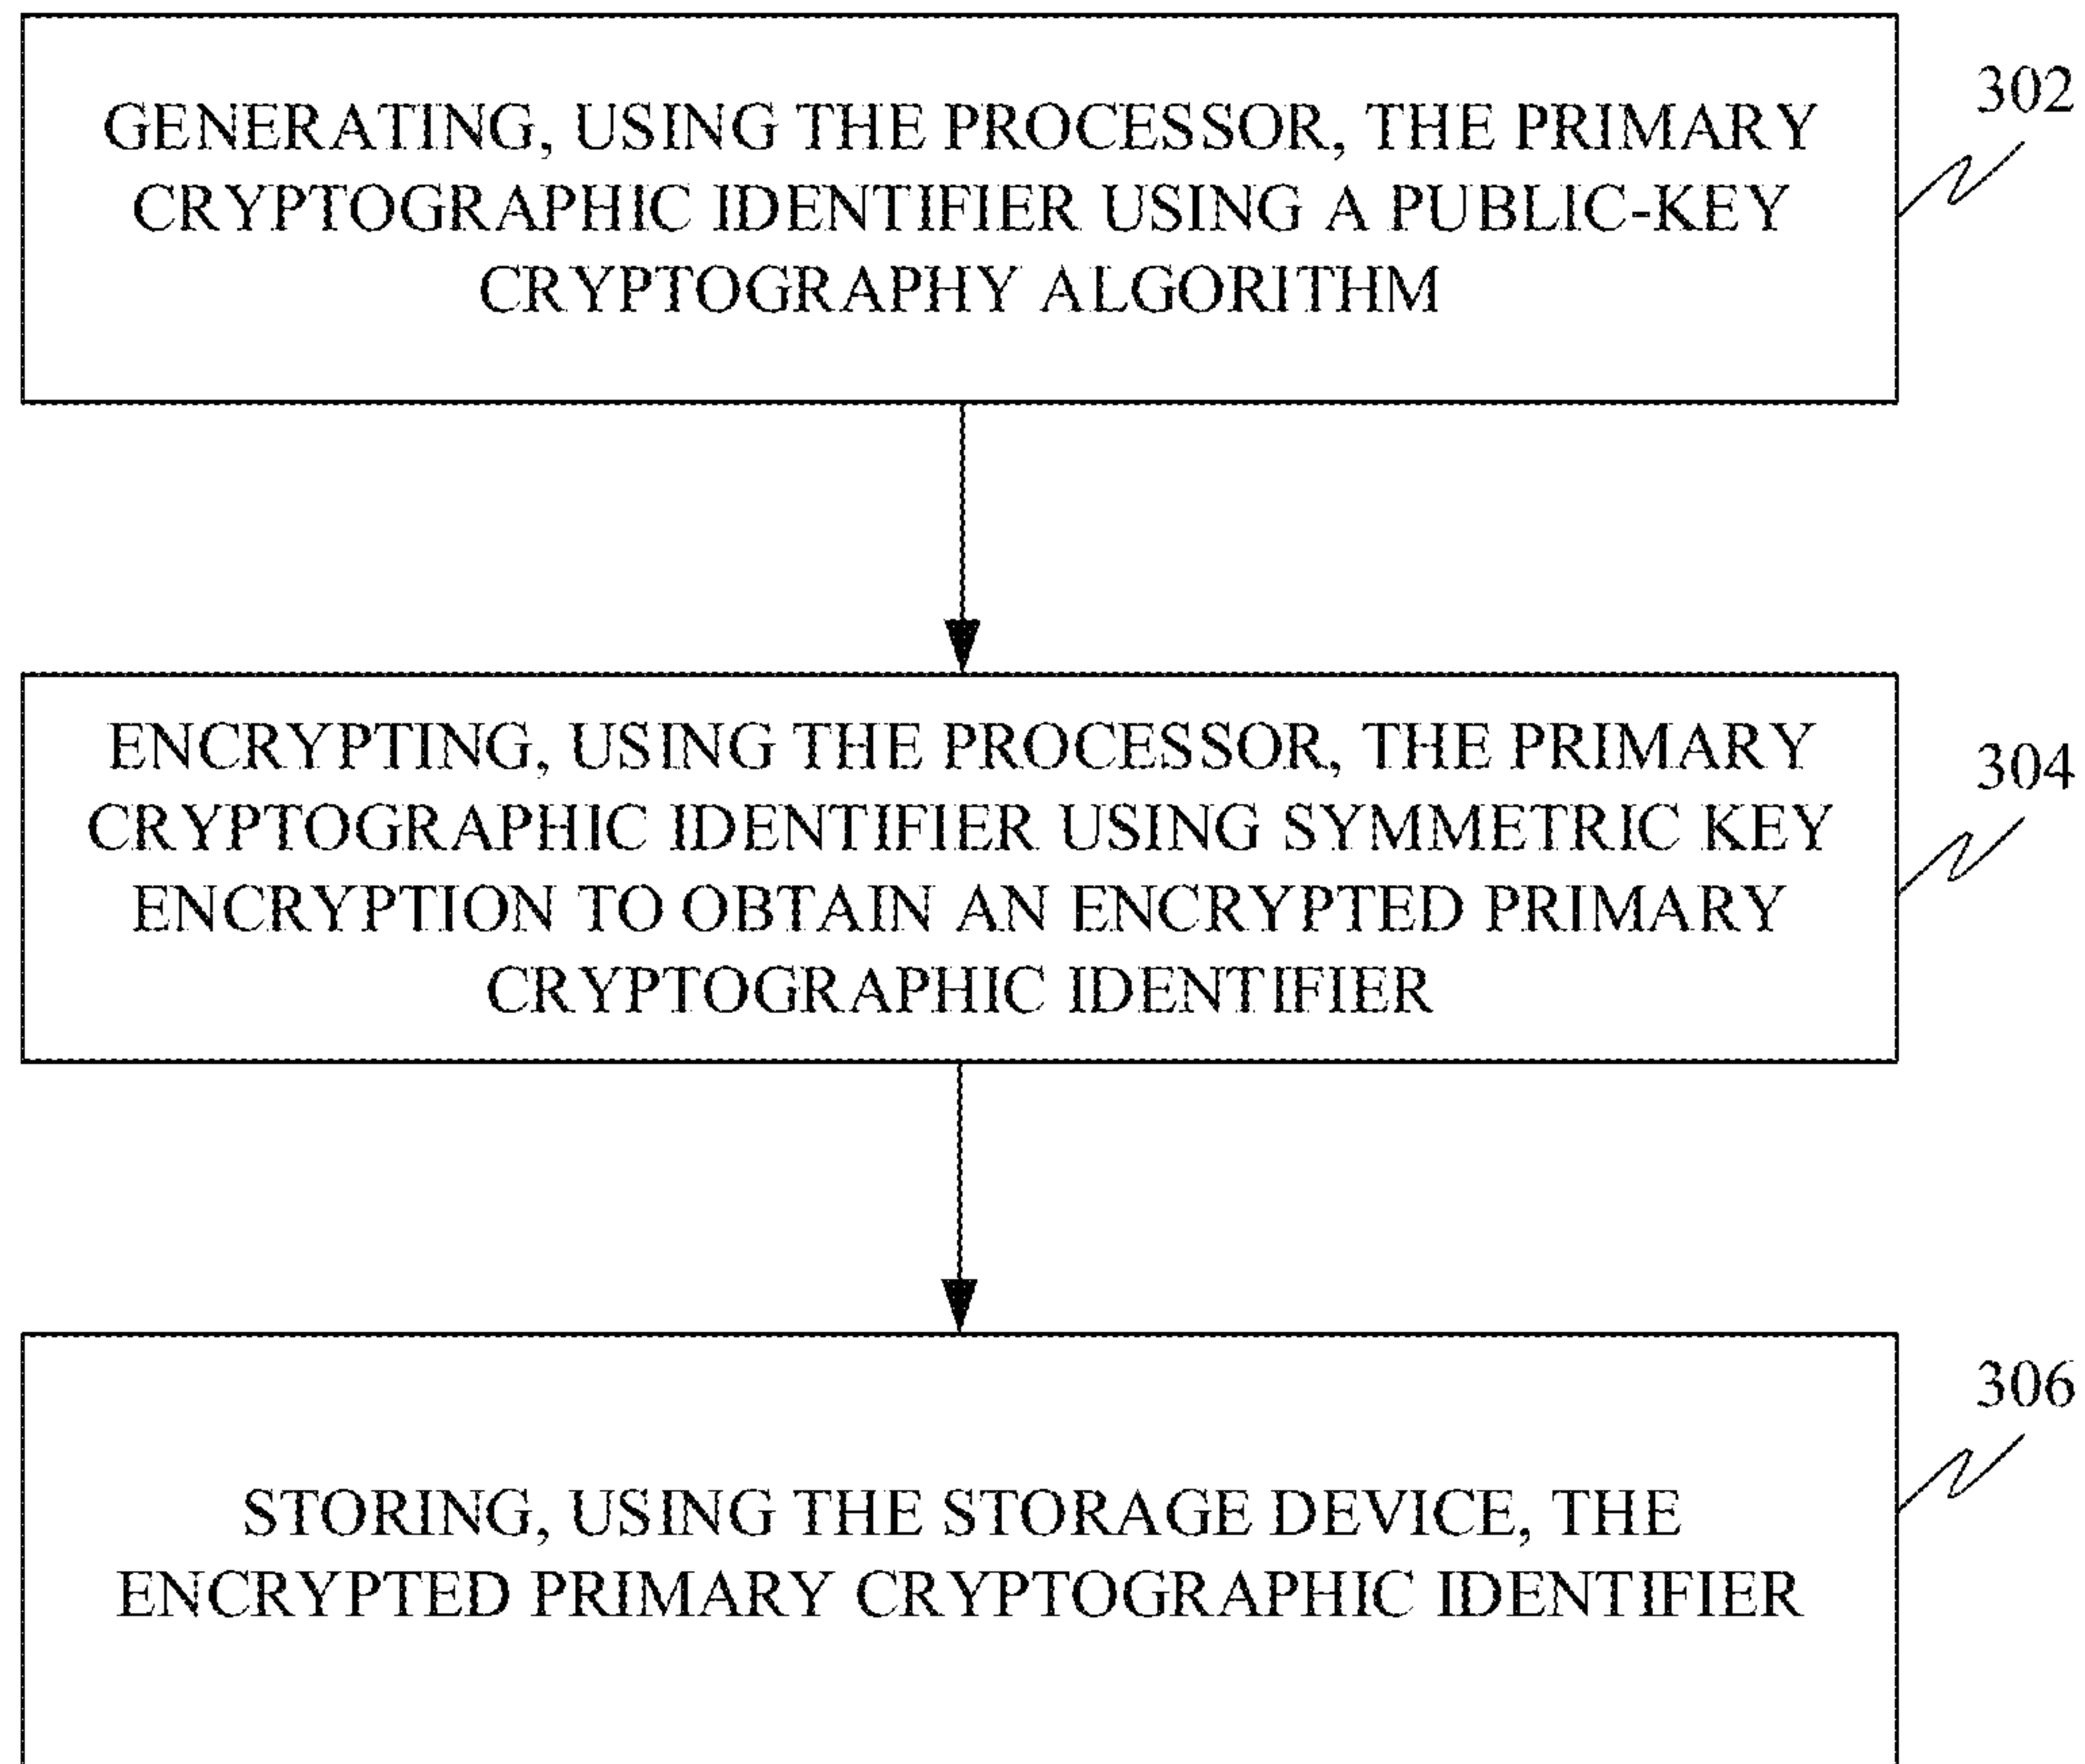 GENERATING, USING THE PROCESSOR, THE PRIMARY
CRYPTOGRAPHIC IDENTIFIER USING A PUBLIC-KEY
CRYPTOGRAPHY ALGORITHM
302
ENCRYPTING, USING THE PROCESSOR, THE PRIMARY
CRYPTOGRAPHIC IDENTIFIER USING SYMMETRIC KEY
ENCRYPTION TO OBTAIN AN ENCRYPTED PRIMARY
CRYPTOGRAPHIC IDENTIFIER
304
STORING, USING THE STORAGE DEVICE, THE
ENCRYPTED PRIMARY CRYPTOGRAPHIC IDENTIFIER
306